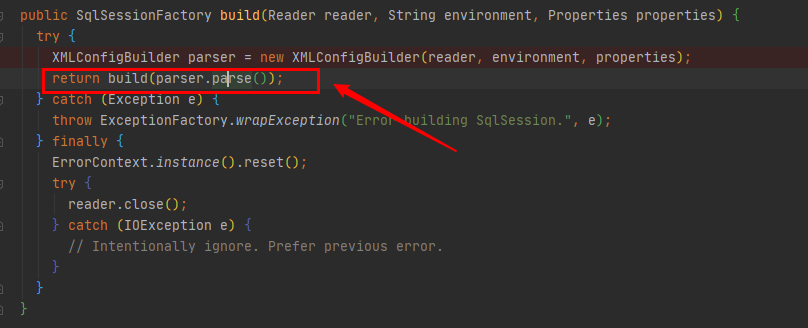 public SqlSessionFactory build(Reader reader, String environment, Properties properties) {
try {
XMLConfigBuilder parser = new XMLConfigBuilder(reader, environment, properties);
return build(parser.parse());
} catch (Exception e) {
throw ExceptionFactory.wrapException("Error building SqlSession.", e);
} finally {
ErrorContext.instance().reset();
try {
reader.close();
} catch (IOException e) {
// Intentionally ignore. Prefer previous error.
}
}
}